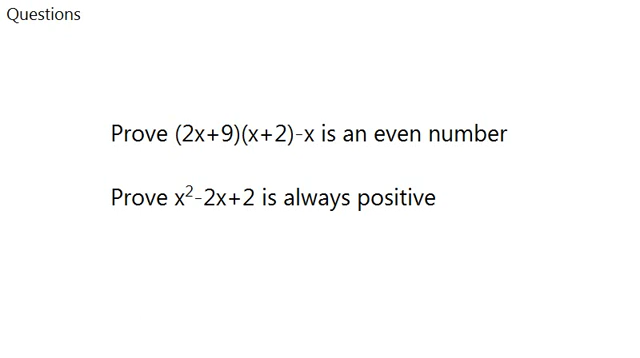 Questions
Prove (2x+9)(x+2)-x is an even number
Prove x²-2x+2 is always positive